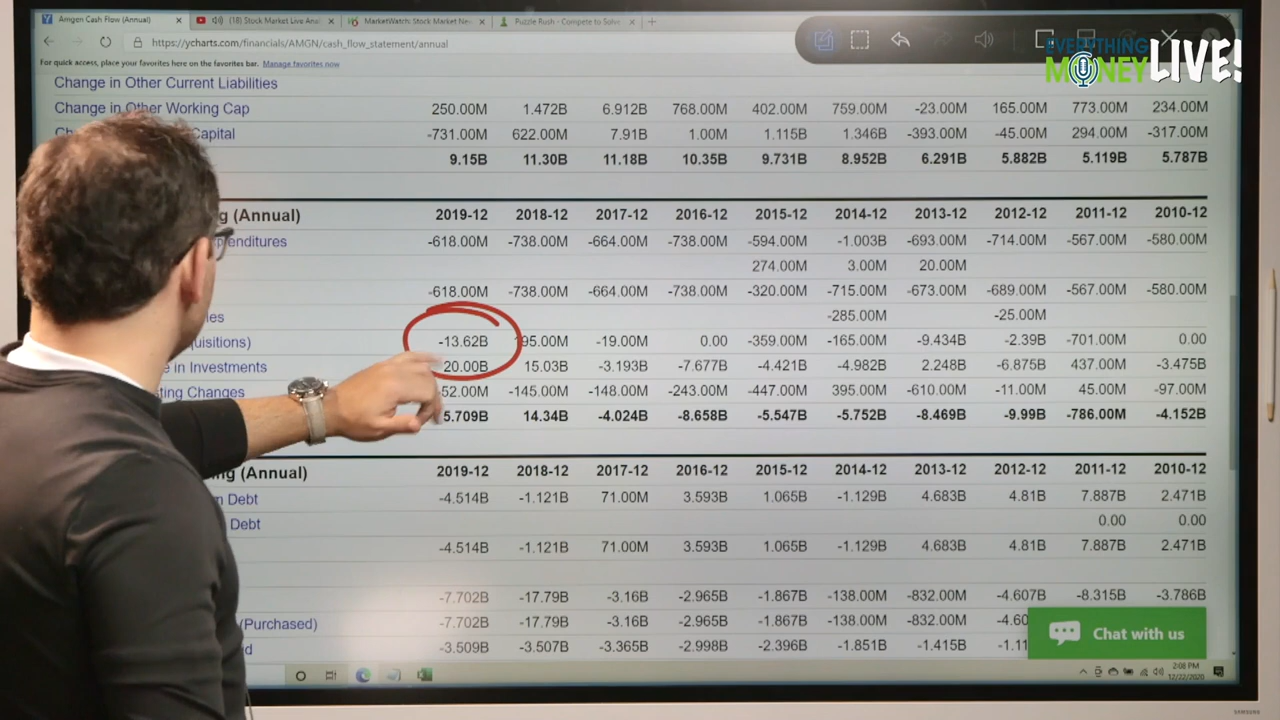 Amgen Cash Flow (Annual)
(18) Stock Market Live Anal
MarketWatch: Stock Market Ne
Puzzle Rush - Compete to Solve
https://ycharts.com/financials/AMGN/cash_flow_statement/annual
For quick access, place your favorites here on the favorites bar. Manage favorites now
EVERYTHING MONEY LIVE!
Change in Other Current Liabilities
Change in Other Working Cap 250.00M 1.472B 6.912B 768.00M 402.00M 759.00M -23.00M 165.00M 773.00M 234.00M
Capital -731.00M 622.00M 7.91B 1.00M 1.115B 1.346B -393.00M -45.00M 294.00M -317.00M
9.15B 11.30B 11.18B 10.35B 9.731B 8.952B 6.291B 5.882B 5.119B 5.787B
g (Annual) 2019-12 2018-12 2017-12 2016-12 2015-12 2014-12 2013-12 2012-12 2011-12 2010-12
penditures -618.00M -738.00M -664.00M -738.00M -594.00M -1.003B -693.00M -714.00M -567.00M -580.00M
274.00M 3.00M 20.00M
-618.00M -738.00M -664.00M -738.00M -320.00M -715.00M -673.00M -689.00M -567.00M -580.00M
ies -285.00M -25.00M
quisitions) -13.62B 95.00M -19.00M 0.00 -359.00M -165.00M -9.434B -2.39B -701.00M 0.00
e in Investments 20.00B 15.03B -3.193B -7.677B -4.421B -4.982B 2.248B -6.875B 437.00M -3.475B
ting Changes 52.00M -145.00M -148.00M -243.00M -447.00M 395.00M -610.00M -11.00M 45.00M -97.00M
5.709B 14.34B -4.024B -8.658B -5.547B -5.752B -8.469B -9.99B -786.00M -4.152B
g (Annual) 2019-12 2018-12 2017-12 2016-12 2015-12 2014-12 2013-12 2012-12 2011-12 2010-12
Debt -4.514B -1.121B 71.00M 3.593B 1.065B -1.129B 4.683B 4.81B 7.887B 2.471B
Debt 0.00 0.00
-4.514B -1.121B 71.00M 3.593B 1.065B -1.129B 4.683B 4.81B 7.887B 2.471B
-7.702B -17.79B -3.16B -2.965B -1.867B -138.00M -832.00M -4.607B -8.315B -3.786B
(Purchased) -7.702B -17.79B -3.16B -2.965B -1.867B -138.00M -832.00M -4.60
d -3.509B -3.507B -3.365B -2.998B -2.396B -1.851B -1.415B -1.11
Chat with us
2:08 PM
12/22/2020
SAMSUNG